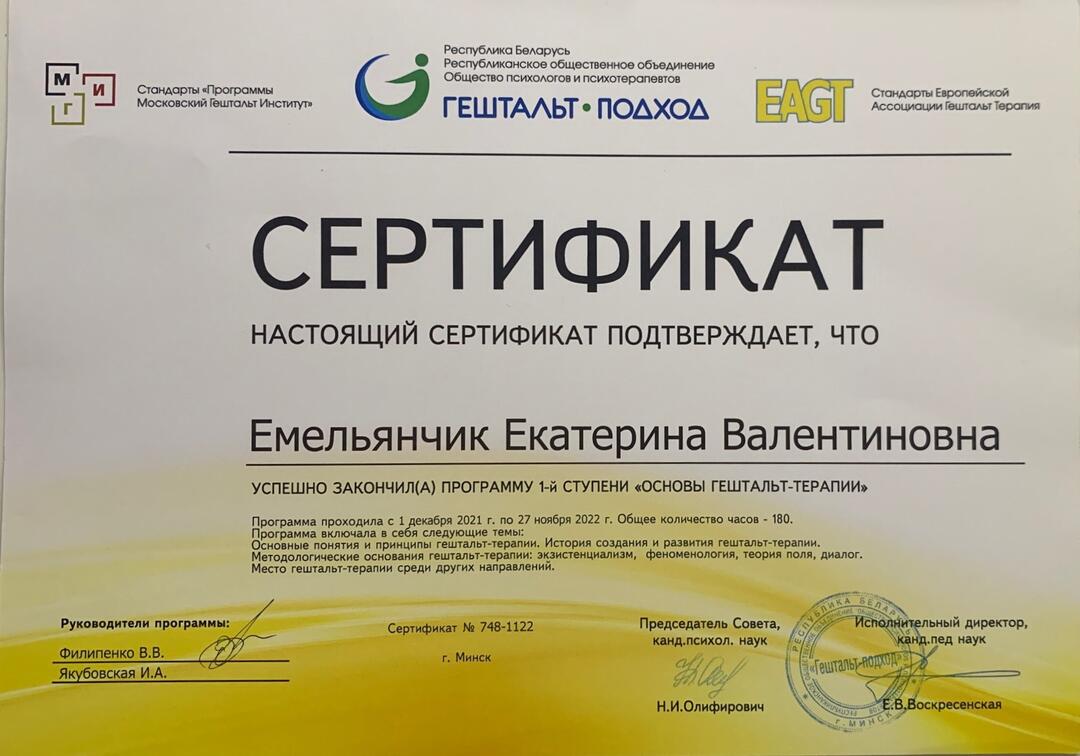 М
И
Г
Стандарты «Программы
Московский Гештальт Институт»
Республика Беларусь
Республиканское общественное объединение
Общество психологов и психотерапевтов
ГЕШТАЛЬТ•ПОДХОД
EAGT
Стандарты Европейской
Ассоциации Гештальт Терапия
СЕРТИФИКАТ
НАСТОЯЩИЙ СЕРТИФИКАТ ПОДТВЕРЖДАЕТ, ЧТО
Емельянчик Екатерина Валентиновна
УСПЕШНО ЗАКОНЧИЛ(А) ПРОГРАММУ 1-й СТУПЕНИ «ОСНОВЫ ГЕШТАЛЬТ-ТЕРАПИИ»
Программа проходила с 1 декабря 2021 г. по 27 ноября 2022 г. Общее количество часов - 180.
Программа включала в себя следующие темы:
Основные понятия и принципы гештальт-терапии. История создания и развития гештальт-терапии.
Методологические основания гештальт-терапии: экзистенциализм, феноменология, теория поля, диалог.
Место гештальт-терапии среди других направлений.
Руководители программы:
Филипенко В.В.
Якубовская И.А.
Сертификат № 748-1122
г. Минск
Председатель Совета,
канд.психол. наук
Н.И.Олифирович
Исполнительный директор,
канд.пед наук
Е.В.Воскресенская
РЕСПУБЛИКА БЕЛАРУСЬ
«Гештальт-подход»
г. МИНСК